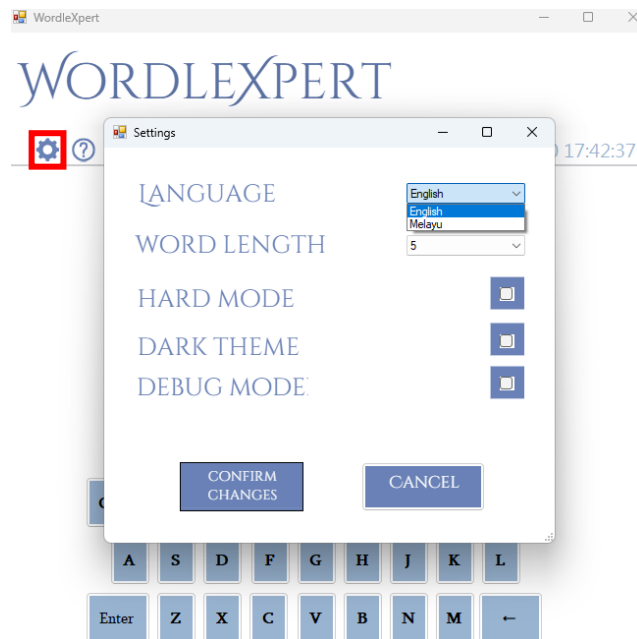 WordleXpert
WORDLEXPERT
?
Settings
17:42:37
LANGUAGE
English
English
Melayu
WORD LENGTH
5
HARD MODE
DARK THEME
DEBUG MODE:
CONFIRM
CHANGES
CANCEL
A S D F G H J K L
Enter Z X C V B N M ←